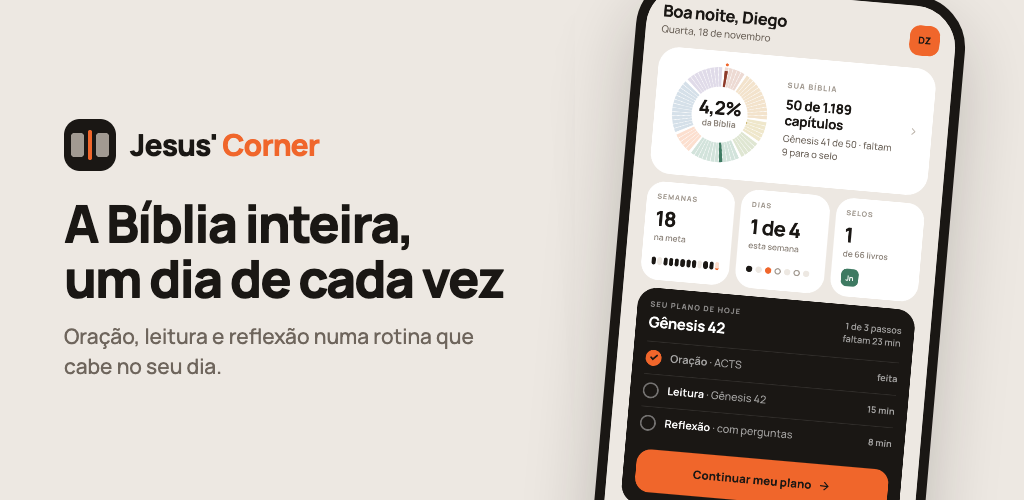 Jesus' Corner
A Bíblia inteira,
um dia de cada vez
Oração, leitura e reflexão numa rotina que
cabe no seu dia.
Boa noite, Diego
Quarta, 18 de novembro
DZ
4,2%
da Bíblia
SUA BÍBLIA
50 de 1.189
capítulos
Gênesis 41 de 50 · faltam
9 para o selo
SEMANAS
18
na meta
DIAS
1 de 4
esta semana
SELOS
1
de 66 livros
Jn
SEU PLANO DE HOJE
Gênesis 42
1 de 3 passos
faltam 23 min
Oração · ACTS
feita
Leitura · Gênesis 42
15 min
Reflexão · com perguntas
8 min
Continuar meu plano →